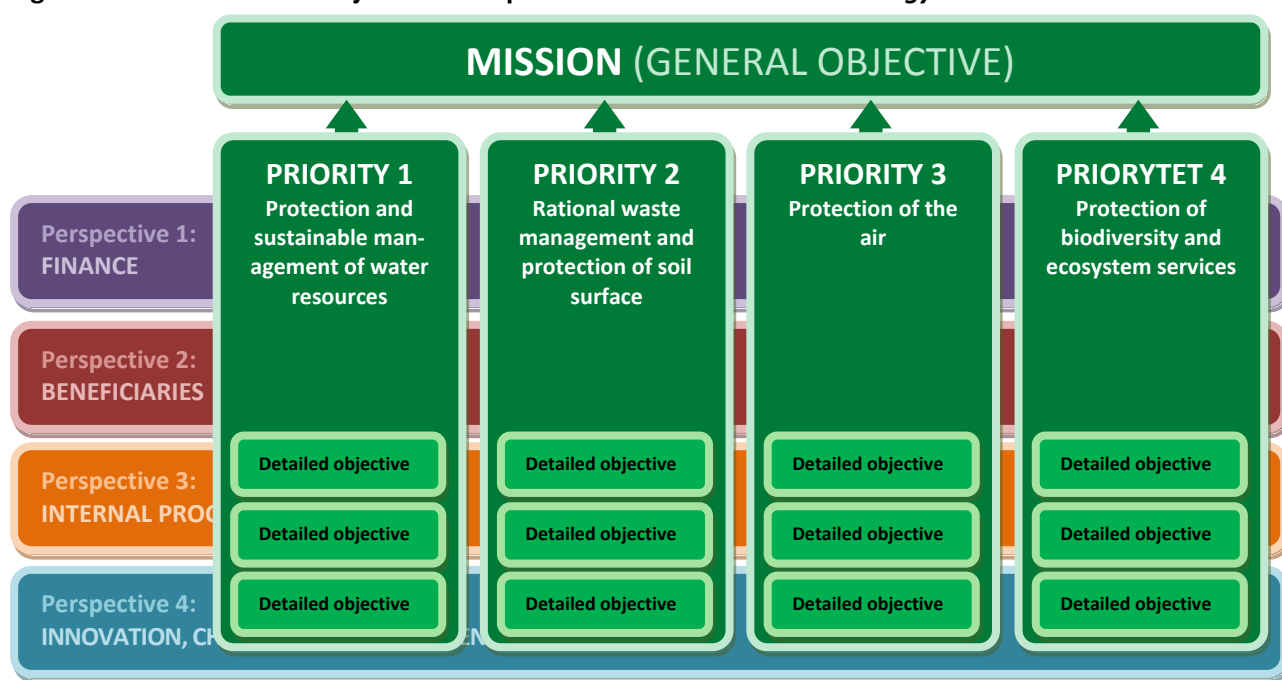 MISSION (GENERAL OBJECTIVE)
PRIORITY 1
Protection and
sustainable man-
agement of water
resources
Detailed objective
Detailed objective
Detailed objective
PRIORITY 2
Rational waste
management and
protection of soil
surface
Detailed objective
Detailed objective
Detailed objective
PRIORITY 3
Protection of the
air
Detailed objective
Detailed objective
Detailed objective
PRIORYTET 4
Protection of
biodiversity and
ecosystem services
Detailed objective
Detailed objective
Detailed objective
Perspective 1:
FINANCE
Perspective 2:
BENEFICIARIES
Perspective 3:
INTERNAL
Perspective 4:
INNOVATION,